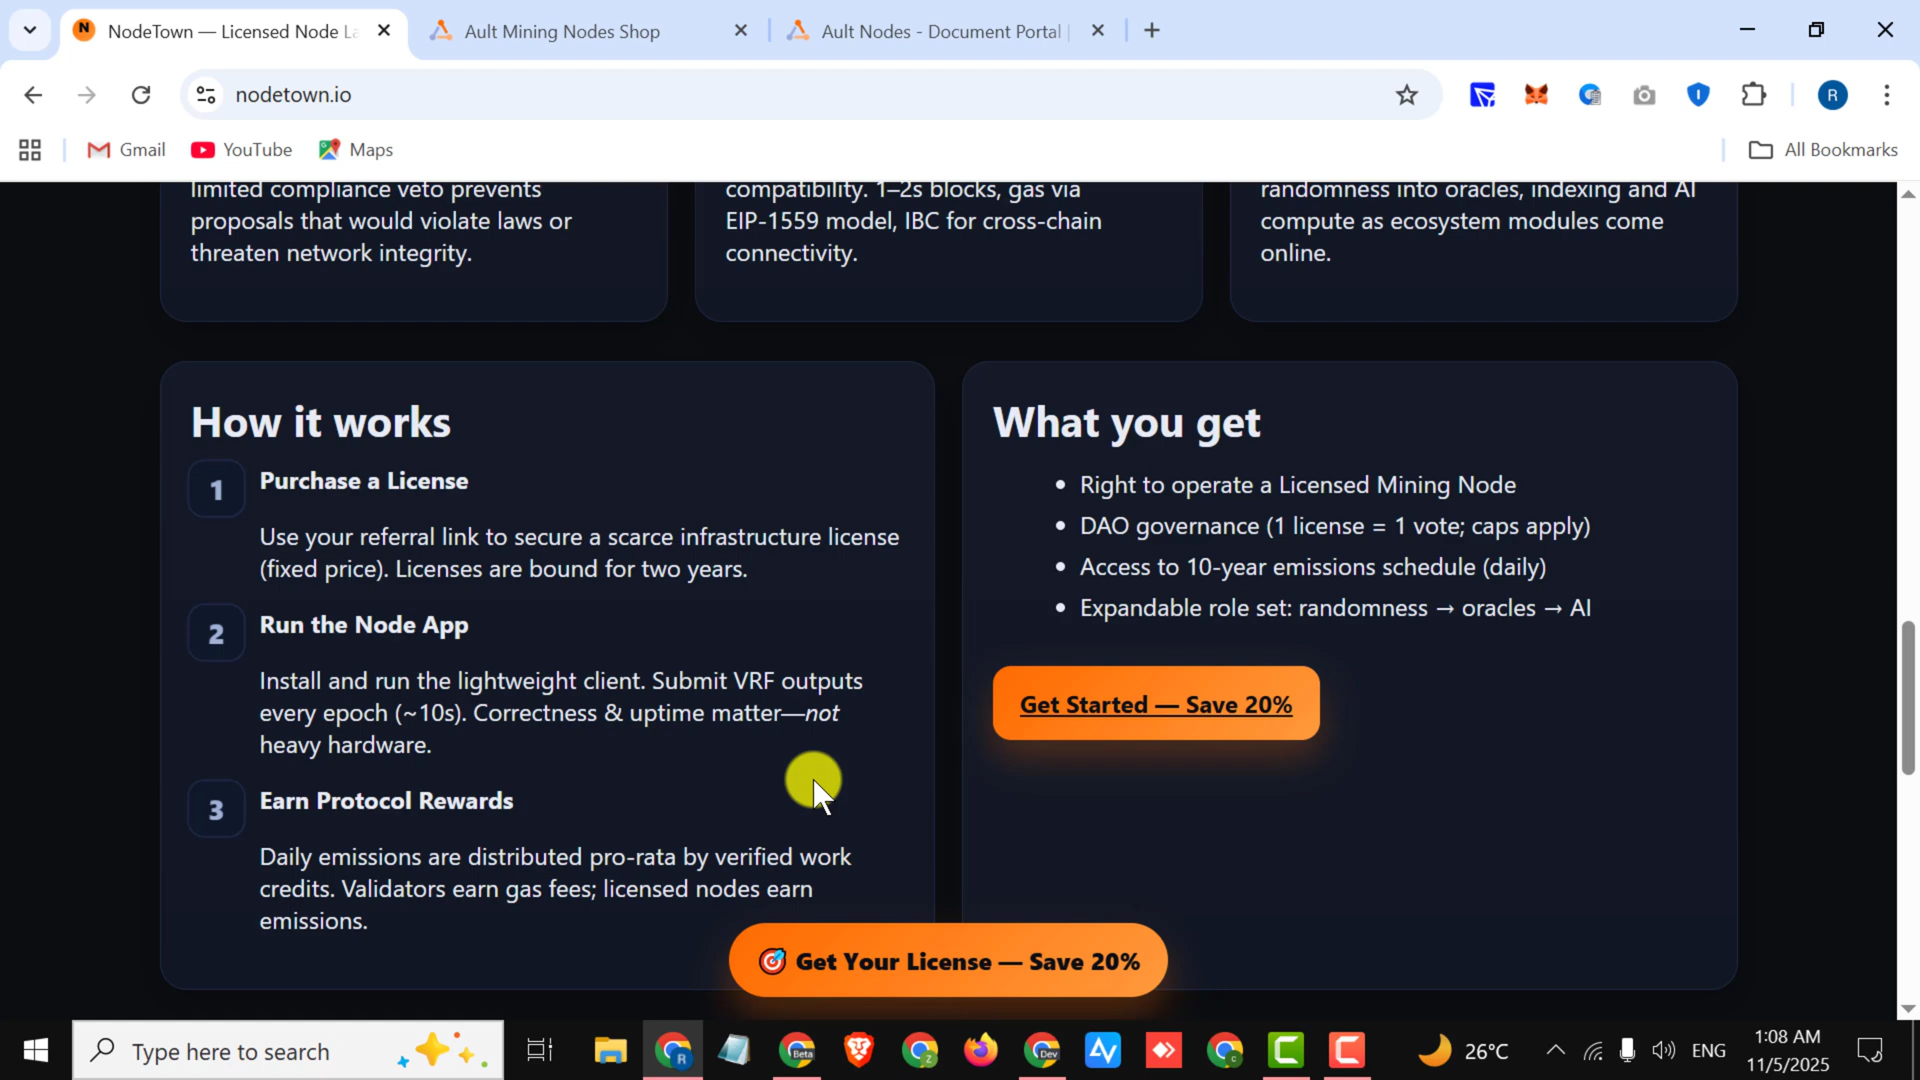 NodeTown — Licensed Node La
Ault Mining Nodes Shop
Ault Nodes - Document Portal |
nodetown.io
R
Gmail
YouTube
Maps
All Bookmarks
limited compliance veto prevents
proposals that would violate laws or
threaten network integrity.
compatibility. 1–2s blocks, gas via
EIP-1559 model, IBC for cross-chain
connectivity.
randomness into oracles, indexing and AI
compute as ecosystem modules come
online.
How it works
1
Purchase a License
Use your referral link to secure a scarce infrastructure license
(fixed price). Licenses are bound for two years.
2
Run the Node App
Install and run the lightweight client. Submit VRF outputs
every epoch (~10s). Correctness & uptime matter—not
heavy hardware.
3
Earn Protocol Rewards
Daily emissions are distributed pro-rata by verified work
credits. Validators earn gas fees; licensed nodes earn
emissions.
What you get
• Right to operate a Licensed Mining Node
• DAO governance (1 license = 1 vote; caps apply)
• Access to 10-year emissions schedule (daily)
• Expandable role set: randomness → oracles → AI
Get Started — Save 20%
🎯 Get Your License — Save 20%
Type here to search
R
Beta
Z
Dev
C
26°C
ENG
1:08 AM
11/5/2025